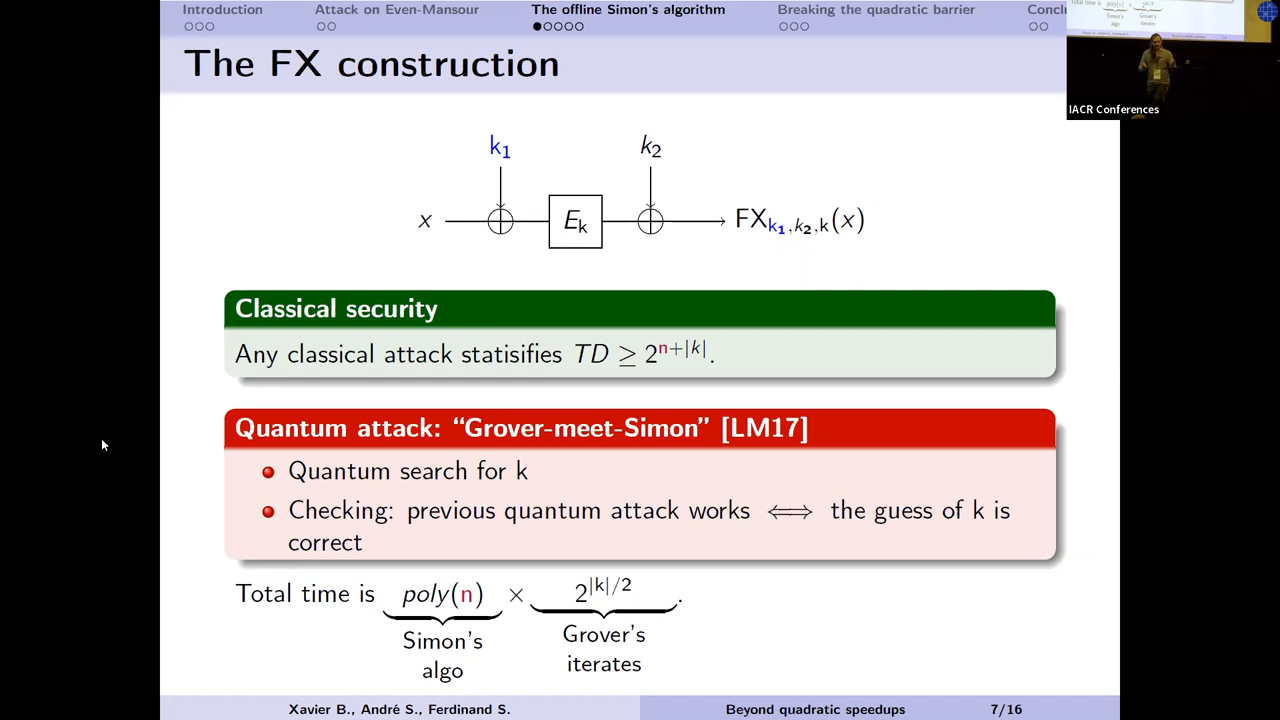 Introduction Attack on Even-Mansour The offline Simon's algorithm Breaking the quadratic barrier Conclu
The FX construction
IACR Conferences
k1 k2
x Ek FXk1,k2,k(x)
Classical security
Any classical attack statisifies TD ≥ 2^{n+|k|}.
Quantum attack: “Grover-meet-Simon” [LM17]
Quantum search for k
Checking: previous quantum attack works ⟺ the guess of k is
correct
Total time is poly(n) × 2^{|k|/2}.
Simon's Grover's
algo iterates
Xavier B., André S., Ferdinand S. Beyond quadratic speedups 7/16